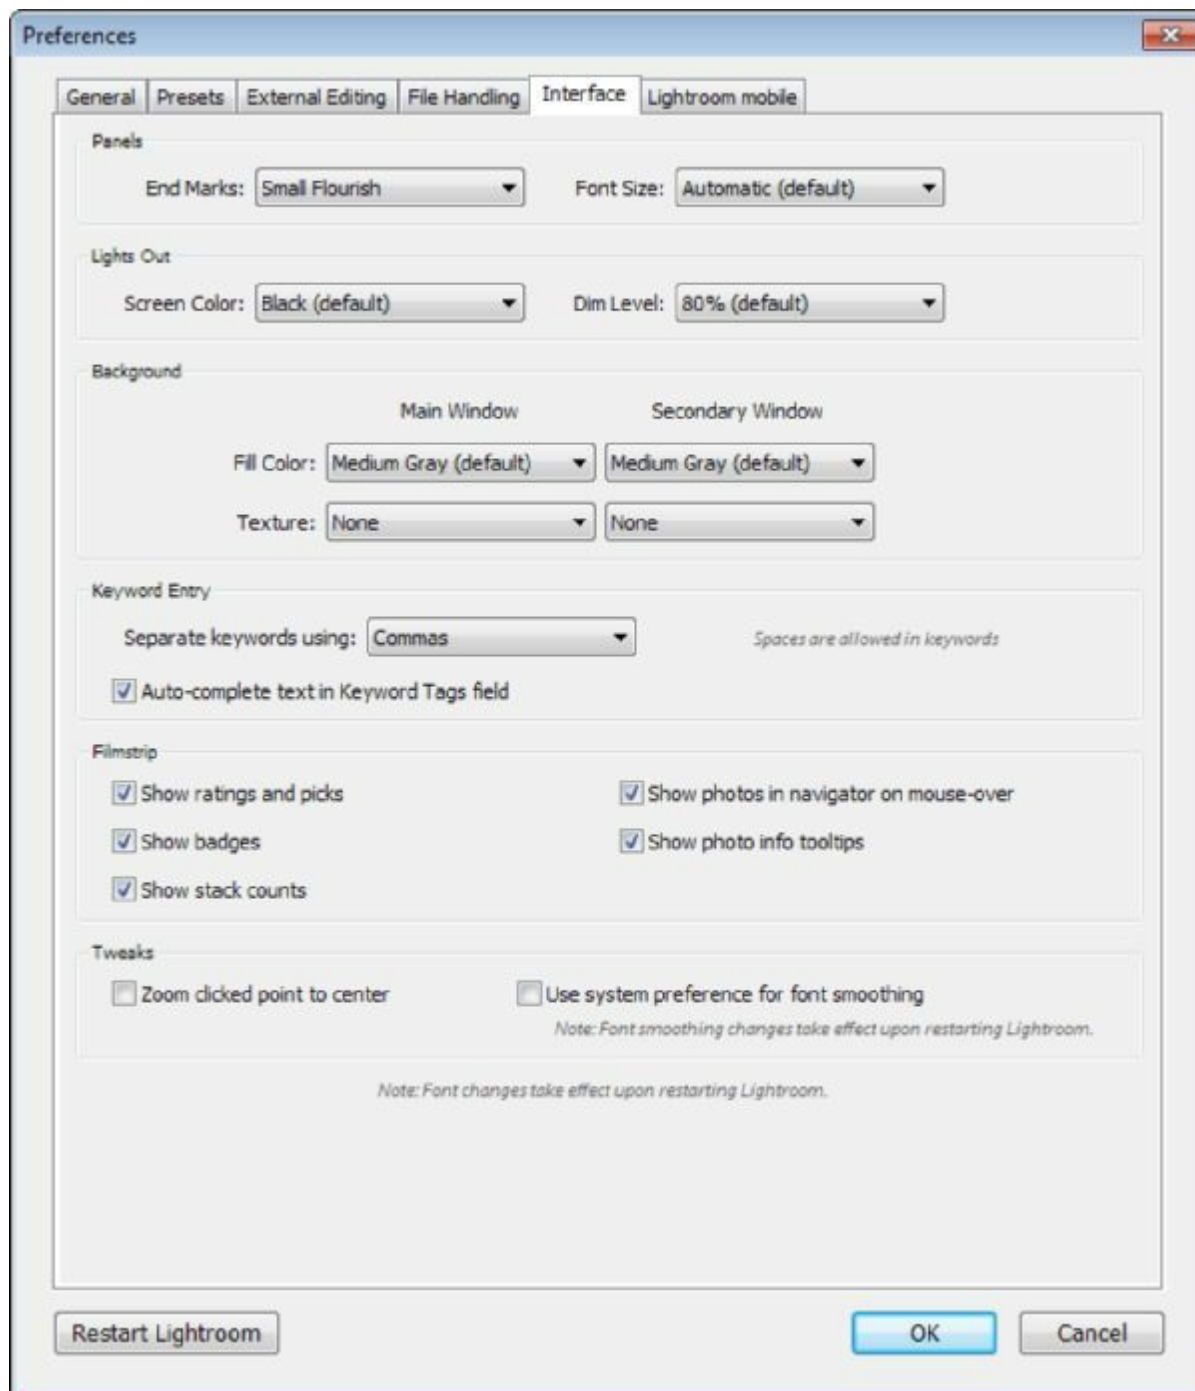 Preferences
General Presets External Editing File Handling Interface Lightroom mobile
Panels
End Marks: Small Flourish Font Size: Automatic (default)
Lights Out
Screen Color: Black (default) Dim Level: 80% (default)
Background
Main Window Secondary Window
Fill Color: Medium Gray (default) Medium Gray (default)
Texture: None None
Keyword Entry
Separate keywords using: Commas Spaces are allowed in keywords
Auto-complete text in Keyword Tags field
Filmstrip
Show ratings and picks Show photos in navigator on mouse-over
Show badges Show photo info tooltips
Show stack counts
Tweaks
Zoom clicked point to center Use system preference for font smoothing
Note: Font smoothing changes take effect upon restarting Lightroom.
Note: Font changes take effect upon restarting Lightroom.
Restart Lightroom OK Cancel